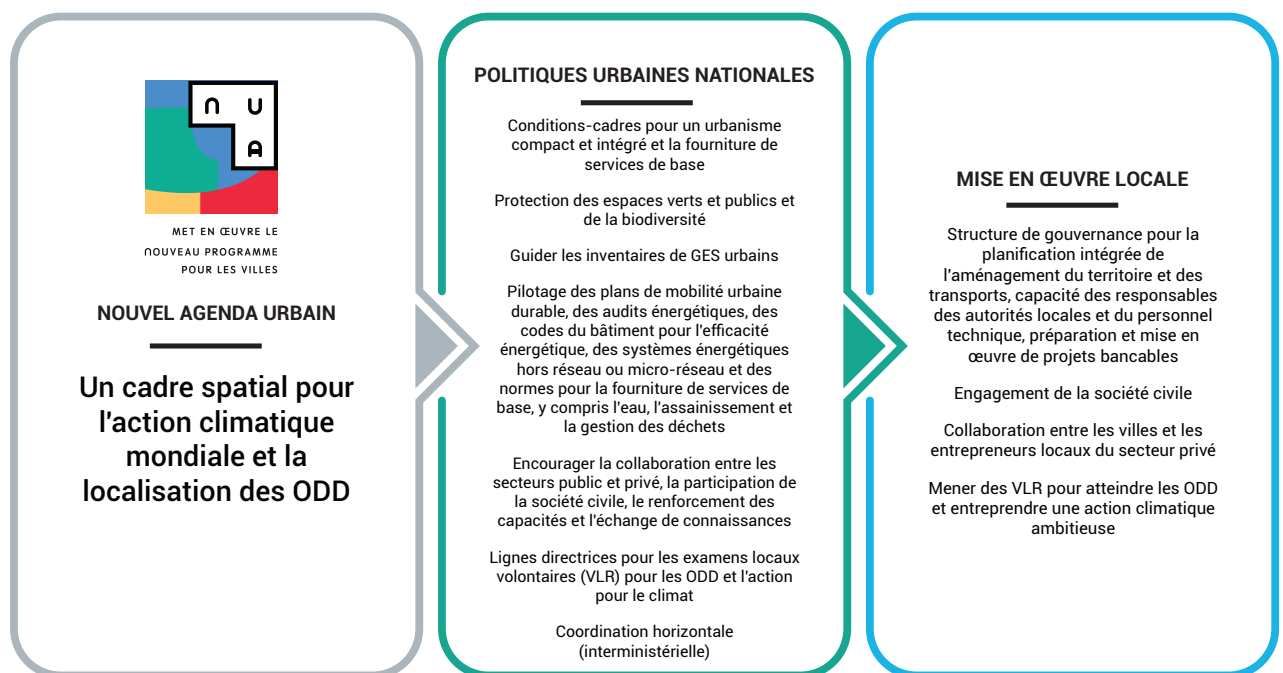 n U
A
MET EN ŒUVRE LE
NOUVEAU PROGRAMME
POUR LES VILLES
NOUVEL AGENDA URBAIN
Un cadre spatial pour
l'action climatique
mondiale et la
localisation des ODD
POLITIQUES URBAINES NATIONALES
Conditions-cadres pour un urbanisme
compact et intégré et la fourniture de
services de base
Protection des espaces verts et publics et
de la biodiversité
Guider les inventaires de GES urbains
Pilotage des plans de mobilité urbaine
durable, des audits énergétiques, des
codes du bâtiment pour l'efficacité
énergétique, des systèmes énergétiques
hors réseau ou micro-réseau et des
normes pour la fourniture de services de
base, y compris l'eau, l'assainissement et
la gestion des déchets
Encourager la collaboration entre les
secteurs public et privé, la participation de
la société civile, le renforcement des
capacités et l'échange de connaissances
Lignes directrices pour les examens locaux
volontaires (VLR) pour les ODD et l'action
pour le climat
Coordination horizontale
(interministérielle)
MISE EN ŒUVRE LOCALE
Structure de gouvernance pour la
planification intégrée de
l'aménagement du territoire et des
transports, capacité des responsables
des autorités locales et du personnel
technique, préparation et mise en
œuvre de projets bancables
Engagement de la société civile
Collaboration entre les villes et les
entrepreneurs locaux du secteur privé
Mener des VLR pour atteindre les ODD
et entreprendre une action climatique
ambitieuse